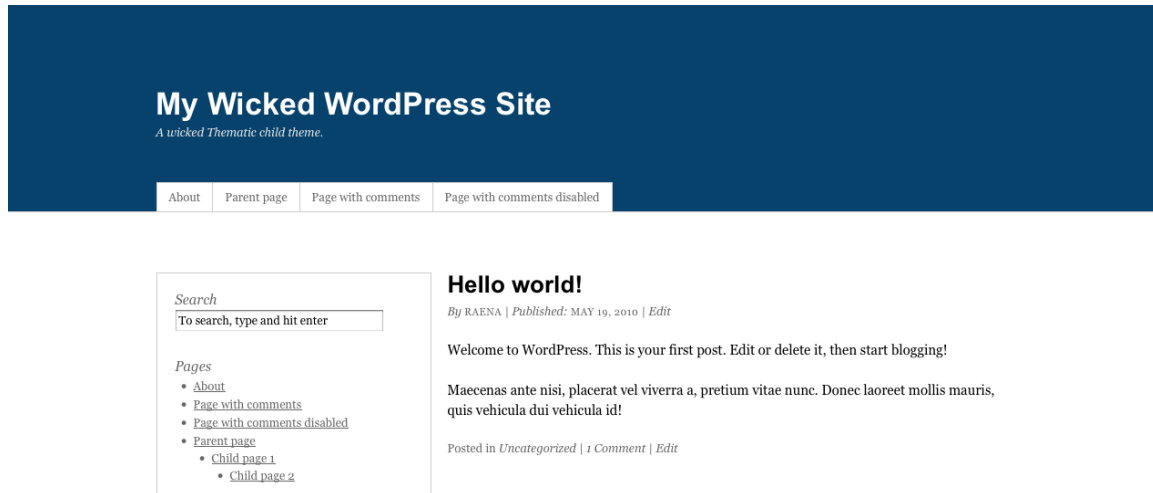 My Wicked WordPress Site
A wicked Thematic child theme.
About Parent page Page with comments Page with comments disabled
Search
To search, type and hit enter
Pages
About
Page with comments
Page with comments disabled
Parent page
Child page 1
Child page 2
Hello world!
By RAENA | Published: MAY 19, 2010 | Edit
Welcome to WordPress. This is your first post. Edit or delete it, then start blogging!
Maecenas ante nisi, placerat vel viverra a, pretium vitae nunc. Donec laoreet mollis mauris,
quis vehicula dui vehicula id!
Posted in Uncategorized | 1 Comment | Edit